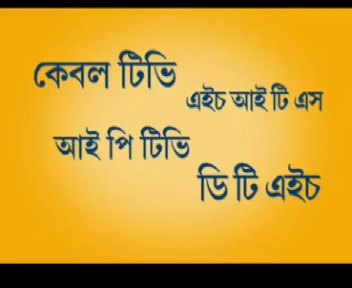 কেবল টিভি
এইচ আই টি এস
আই পি টিভি
ডি টি এইচ